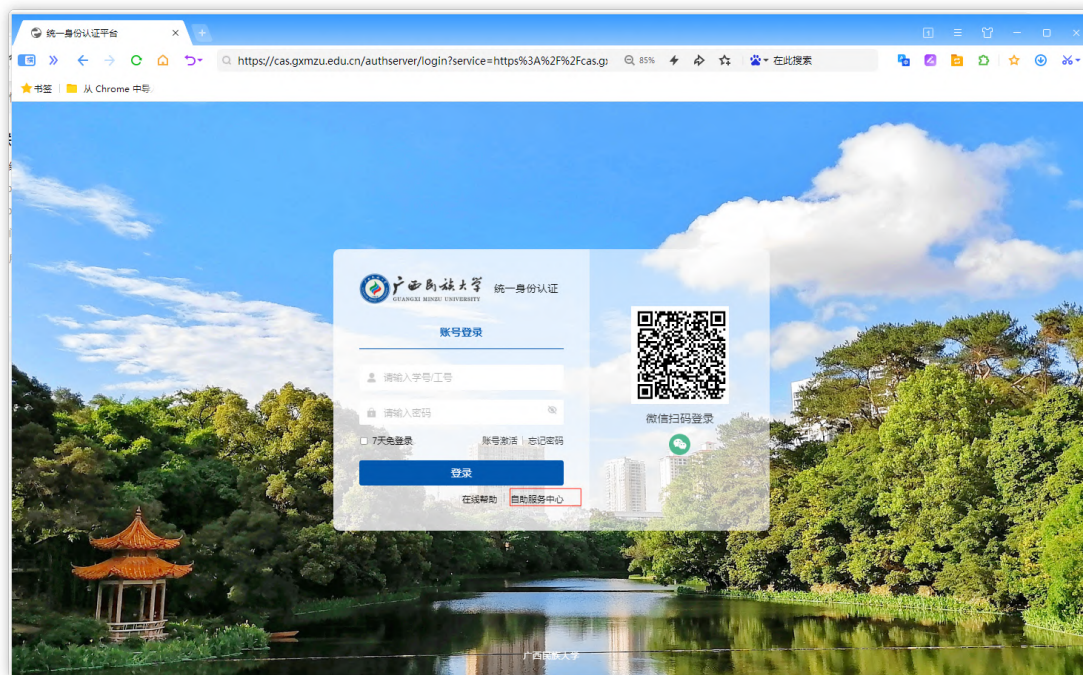 统一身份认证平台
https://cas.gxmzu.edu.cn/authserver/login?service=https%3A%2F%2Fcas.g
85%
在此搜索
书签
从 Chrome 中导
广西民族大学
GUANGXI MINZU UNIVERSITY
统一身份认证
账号登录
请输入学号/工号
请输入密码
7天免登录
账号激活
忘记密码
登录
在线帮助
自助服务中心
微信扫码登录
广西民族大学